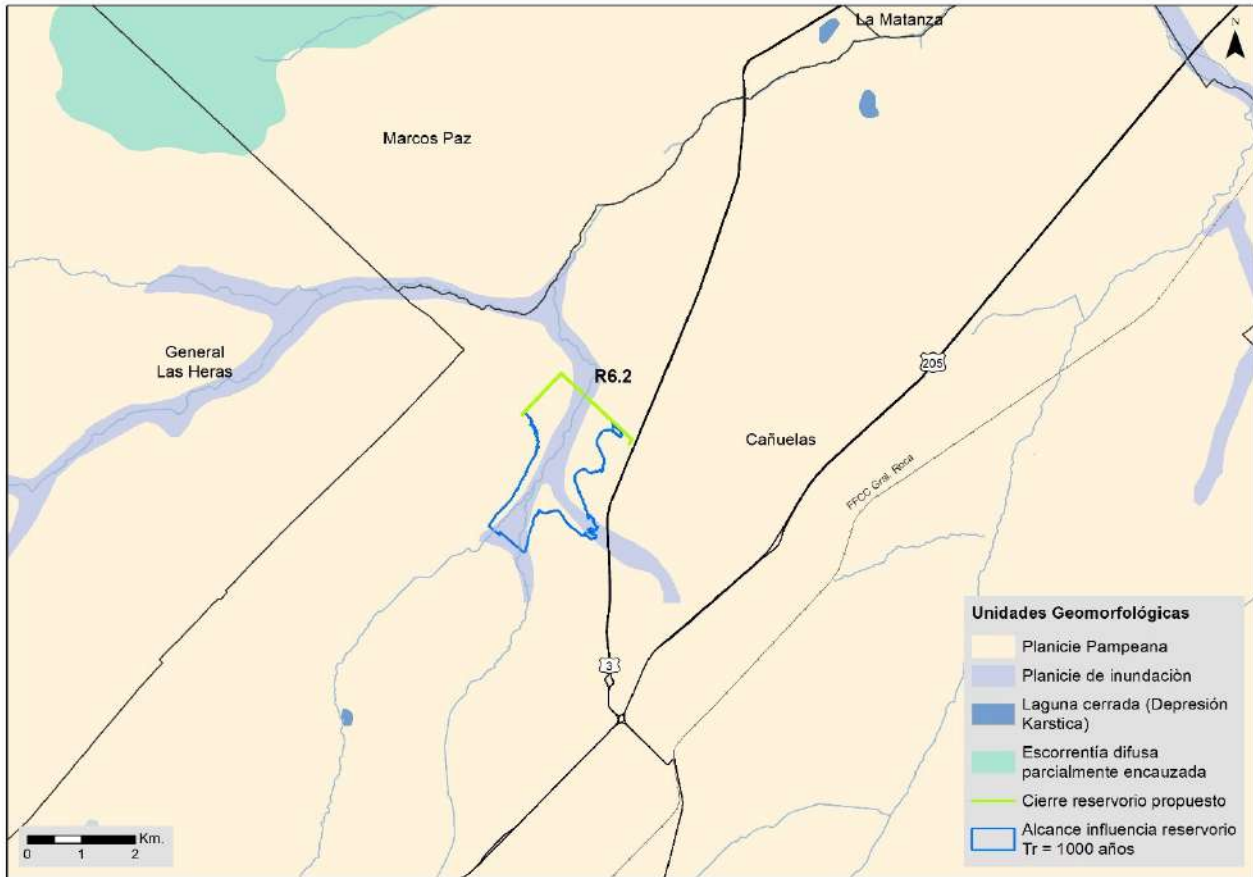 La Matanza
N
Marcos Paz
General
Las Heras
R6.2
205
Cañuelas
FFCC Gral. Roca
3
Unidades Geomorfológicas
Planicie Pampeana
Planicie de inundaciòn
Laguna cerrada (Depresión
Karstica)
Escorrentía difusa
parcialmente encauzada
Cierre reservorio propuesto
Alcance influencia reservorio
Tr = 1000 años
Km.
0 1 2